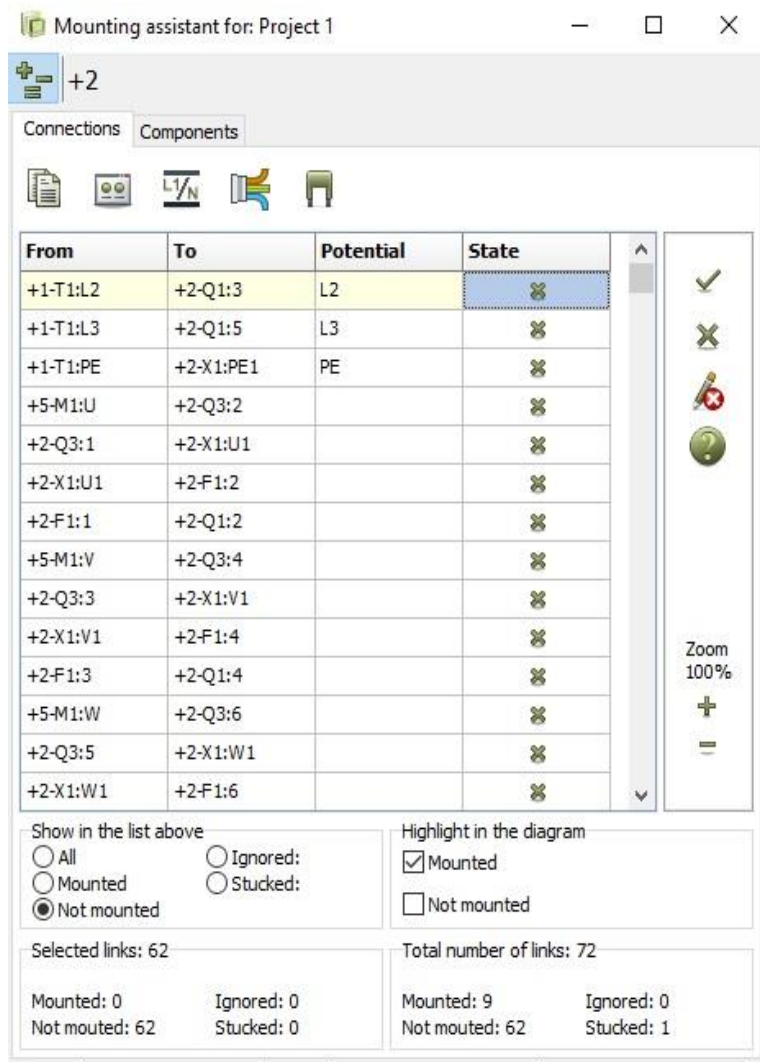 Mounting assistant for: Project 1
+2
Connections Components
L1/N
From To Potential State
+1-T1:L2 +2-Q1:3 L2
+1-T1:L3 +2-Q1:5 L3
+1-T1:PE +2-X1:PE1 PE
+5-M1:U +2-Q3:2
+2-Q3:1 +2-X1:U1
+2-X1:U1 +2-F1:2
+2-F1:1 +2-Q1:2
+5-M1:V +2-Q3:4
+2-Q3:3 +2-X1:V1
+2-X1:V1 +2-F1:4
+2-F1:3 +2-Q1:4
+5-M1:W +2-Q3:6
+2-Q3:5 +2-X1:W1
+2-X1:W1 +2-F1:6
Zoom
100%
Show in the list above
All Ignored:
Mounted Stucked:
Not mounted
Highlight in the diagram
Mounted
Not mounted
Selected links: 62
Mounted: 0 Ignored: 0
Not mouted: 62 Stucked: 0
Total number of links: 72
Mounted: 9 Ignored: 0
Not mouted: 62 Stucked: 1